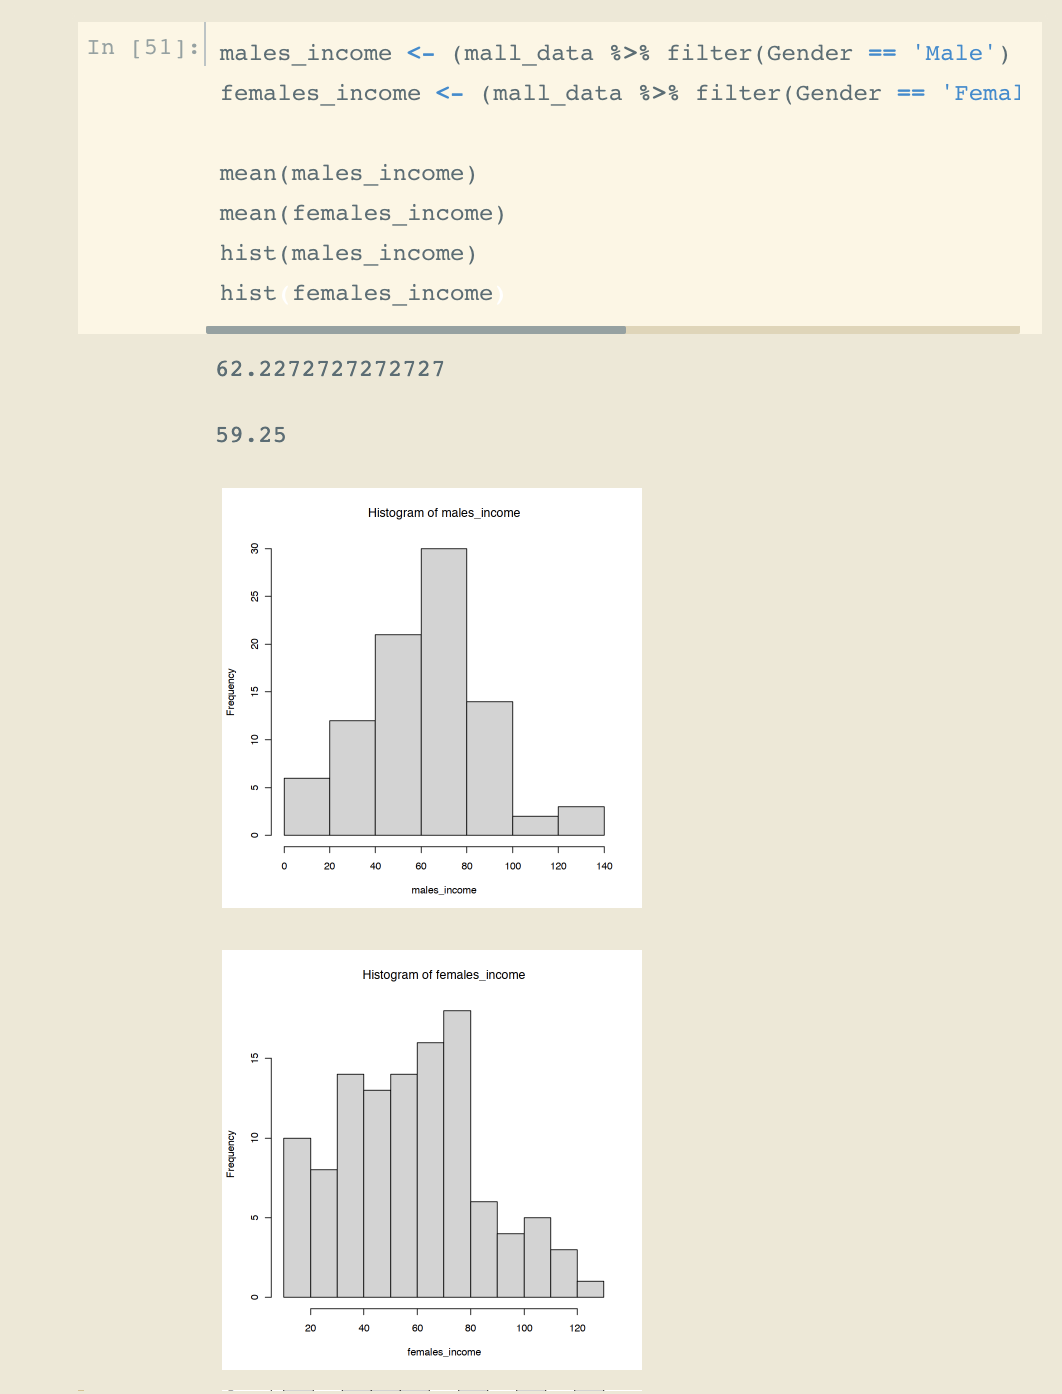 In [51]:
males_income <- (mall_data %>% filter(Gender == 'Male')
females_income <- (mall_data %>% filter(Gender == 'Femal
mean(males_income)
mean(females_income)
hist(males_income)
hist(females_income)
62.2272727272727
59.25
Histogram of males_income
30
25
20
15
10
5
0
Frequency
0 20 40 60 80 100 120 140
males_income
Histogram of females_income
15
10
5
0
Frequency
20 40 60 80 100 120
females_income